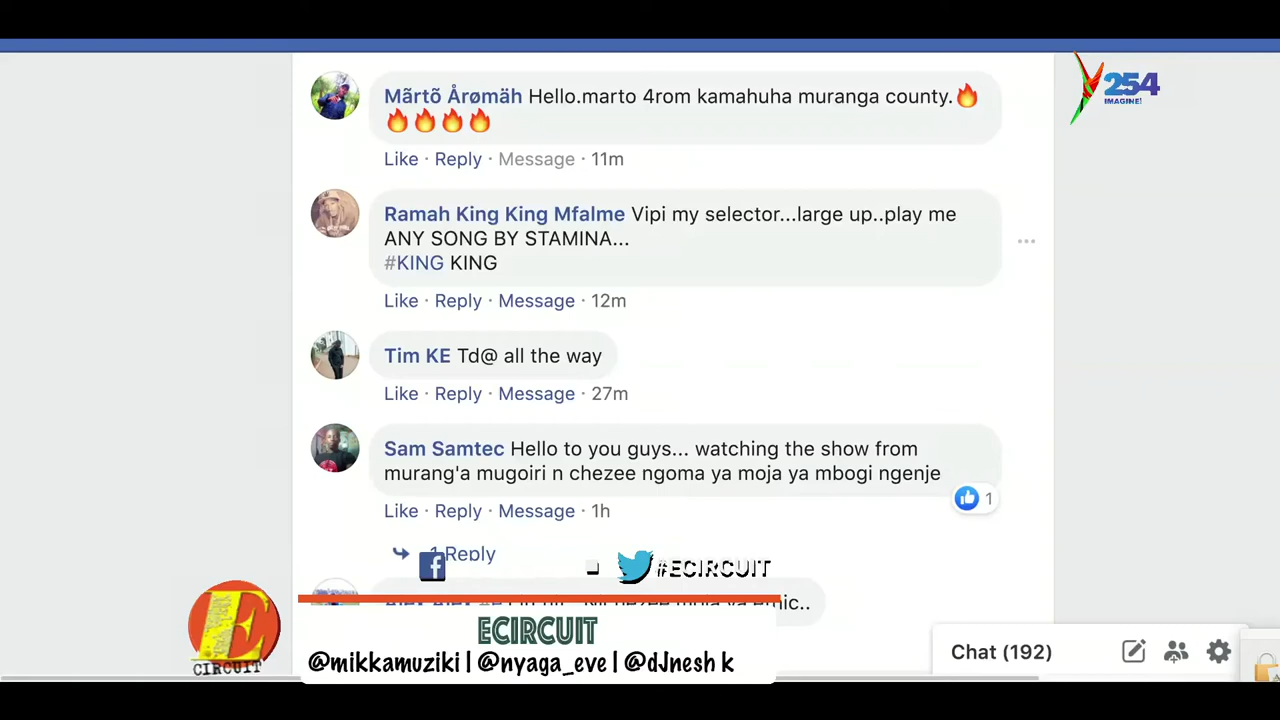 Mãrtõ Årømäh Hello.marto 4rom kamahuha muranga county.🔥
🔥🔥🔥🔥
Like · Reply · Message · 11m
Ramah King King Mfalme Vipi my selector...large up..play me
ANY SONG BY STAMINA...
#KING KING
Like · Reply · Message · 12m
Tim KE Td@ all the way
Like · Reply · Message · 27m
Sam Samtec Hello to you guys... watching the show from
murang'a mugoiri n chezee ngoma ya moja ya mbogi ngenje
1
Like · Reply · Message · 1h
1 Reply
#ECIRCUIT
ECIRCUIT
@mikkamuziki | @nyaga_eve | @dJnesh k
Chat (192)
Y 254
IMAGINE!
E
CIRCUIT